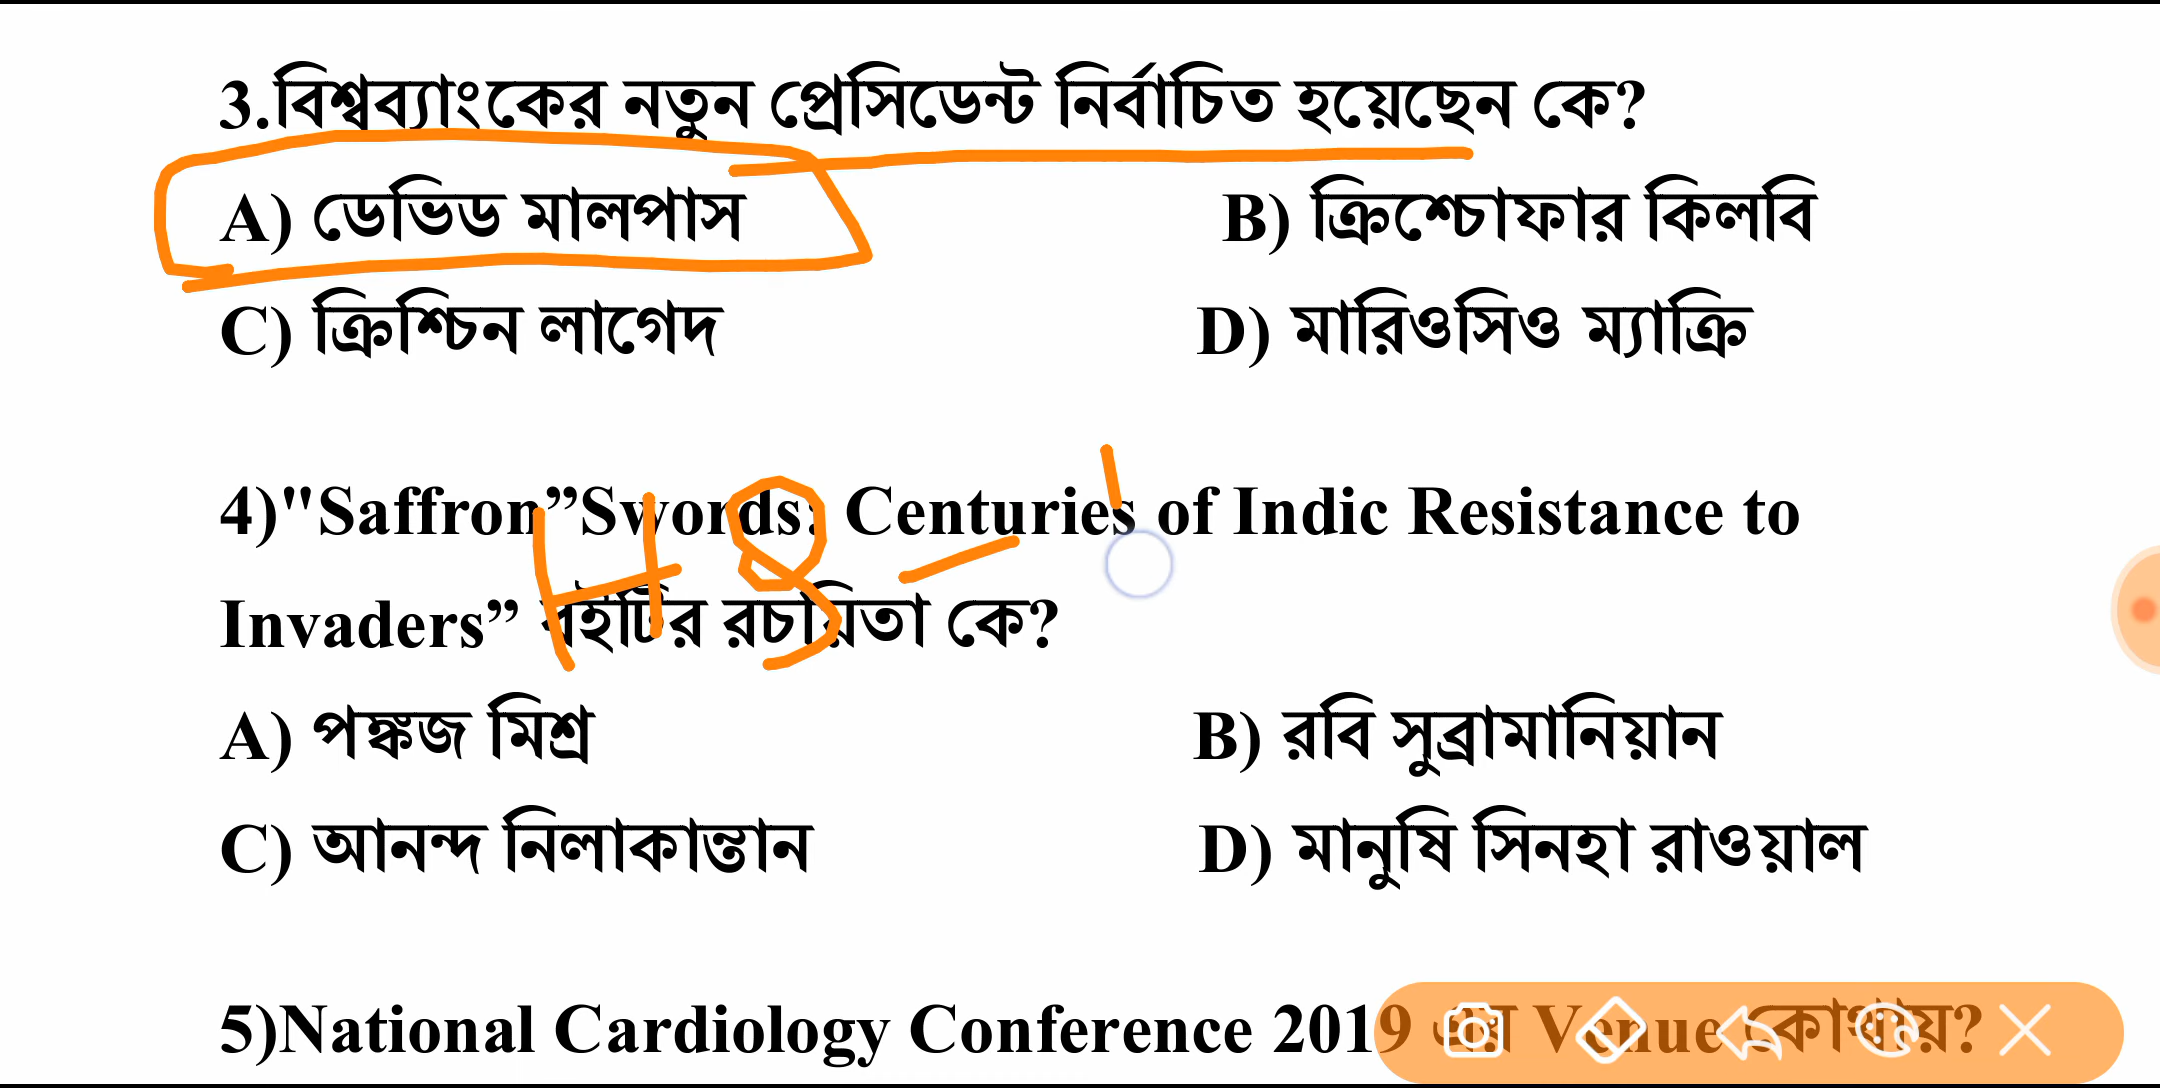 3.বিশ্বব্যাংকের নতুন প্রেসিডেন্ট নির্বাচিত হয়েছেন কে?
A) ডেভিড মালপাস B) ক্রিশ্চোফার কিলবি
C) ক্রিশ্চিন লাগেদ D) মারিওসিও ম্যাক্রি
4)"Saffron”Swords: Centuries of Indic Resistance to
Invaders” বইটির রচয়িতা কে?
H8 – 1
A) পঙ্কজ মিশ্র B) রবি সুব্রামানিয়ান
C) আনন্দ নিলাকান্তান D) মানুষি সিনহা রাওয়াল
5)National Cardiology Conference 2019 এর Venue কোথায়?